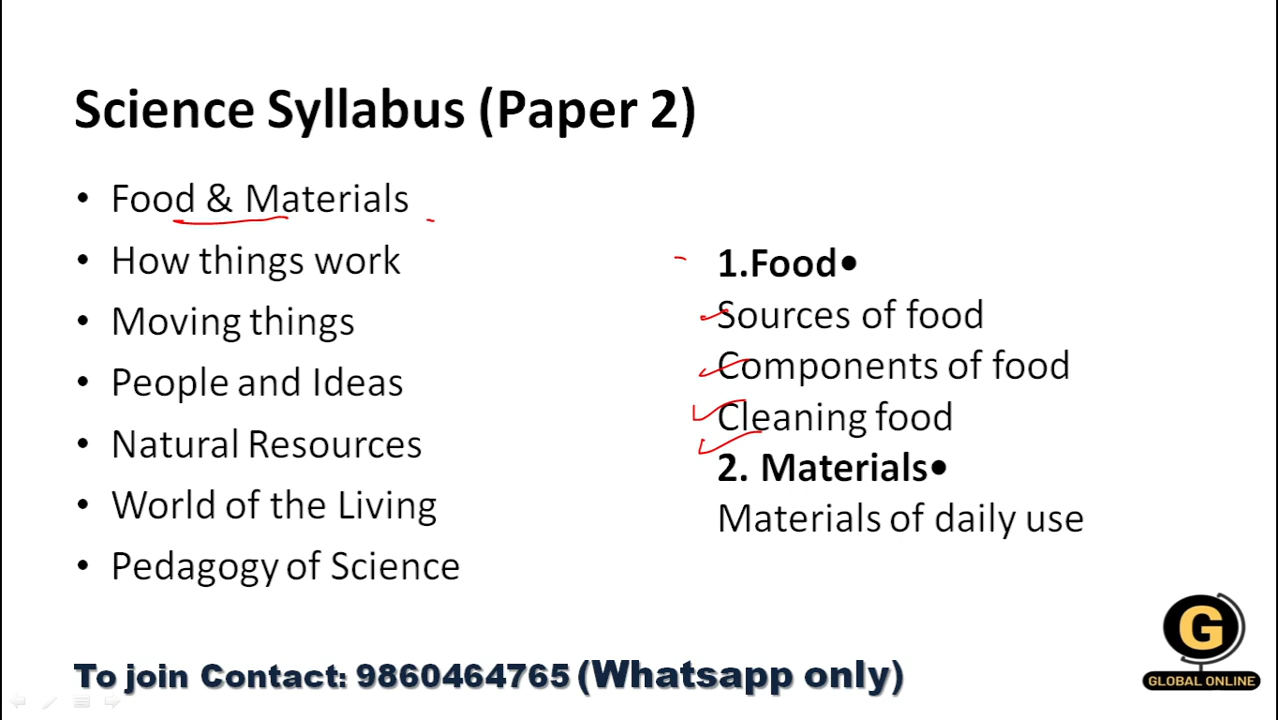 Science Syllabus (Paper 2)
• Food & Materials
• How things work
• Moving things
• People and Ideas
• Natural Resources
• World of the Living
• Pedagogy of Science
1.Food•
Sources of food
Components of food
Cleaning food
2. Materials•
Materials of daily use
To join Contact: 9860464765 (Whatsapp only)
G
GLOBAL ONLINE